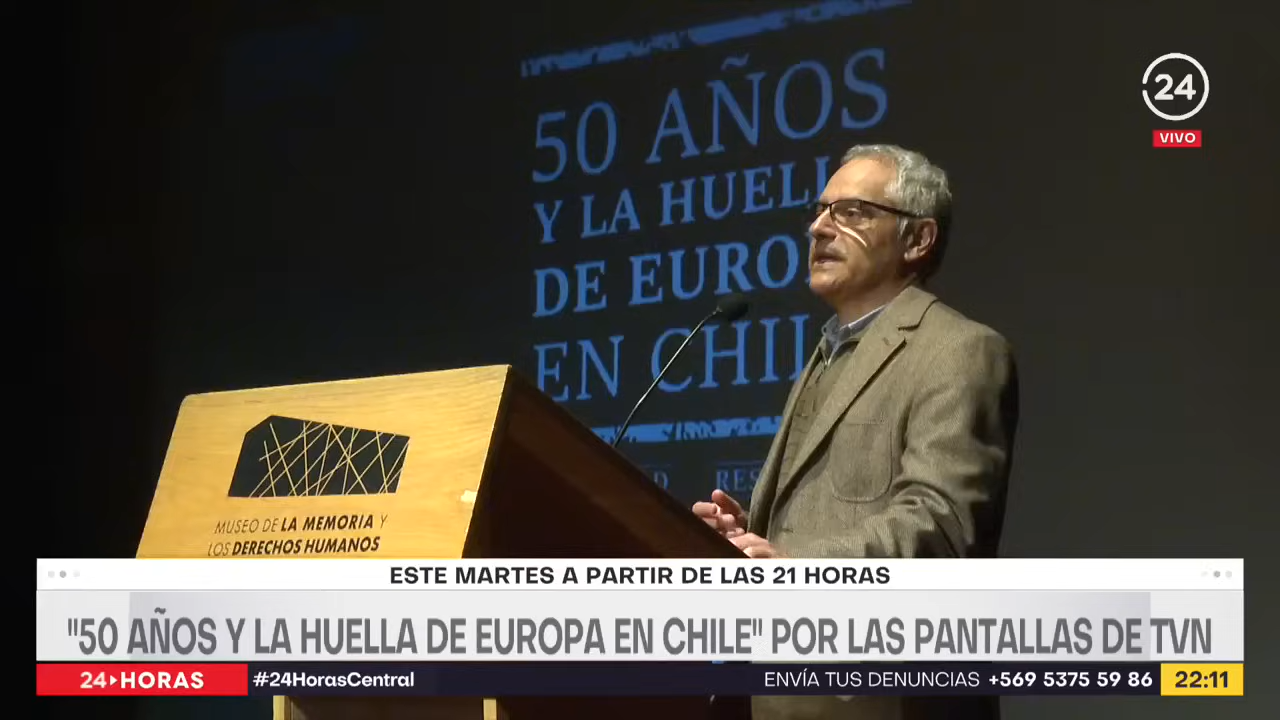 50 AÑOS
Y LA HUELL
DE EURO
EN CHIL
24
VIVO
MUSEO DE LA MEMORIA Y
LOS DERECHOS HUMANOS
ESTE MARTES A PARTIR DE LAS 21 HORAS
"50 AÑOS Y LA HUELLA DE EUROPA EN CHILE" POR LAS PANTALLAS DE TVN
24 HORAS #24HorasCentral ENVÍA TUS DENUNCIAS +569 5375 59 86 22:11